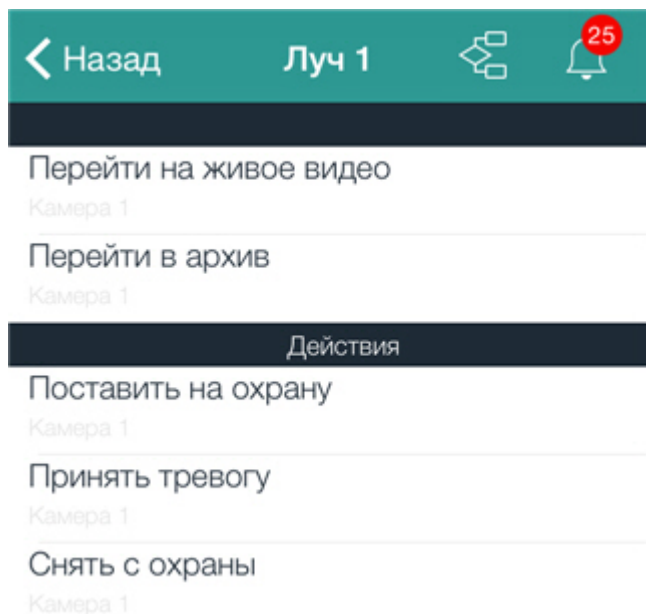 Назад
Луч 1
25
Перейти на живое видео
Камера 1
Перейти в архив
Камера 1
Действия
Поставить на охрану
Камера 1
Принять тревогу
Камера 1
Снять с охраны
Камера 1